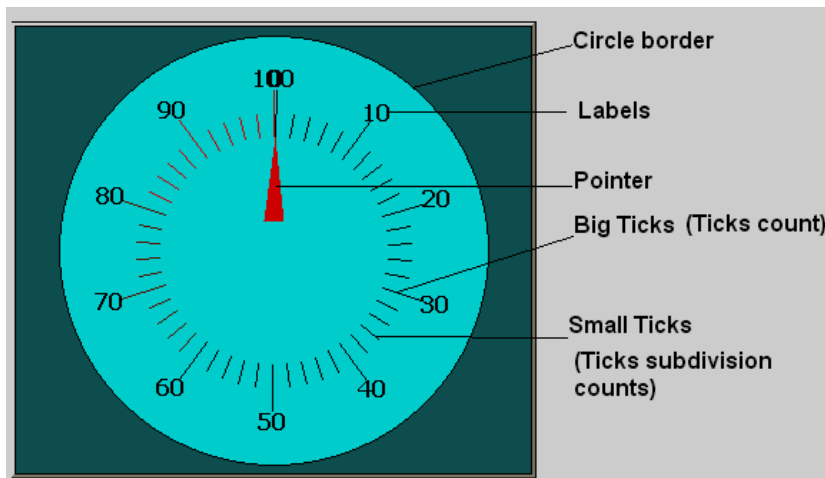 Circle border
100
90
10
Labels
Pointer
80
20
Big Ticks (Ticks count)
70
30
Small Ticks
(Ticks subdivision
counts)
60
40
50